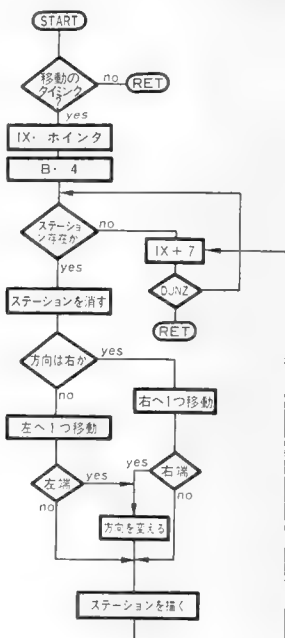 START
移動の
タイミング
?
no
RET
yes
IX・ポインタ
B・4
ステーション
ン存在か
no
yes
IX+7
DJNZ
RET
ステーションを消す
方向は右か
yes
no
右へ1つ移動
左へ1つ移動
左端
yes
yes
右端
no
no
方向を変える
ステーションを描く